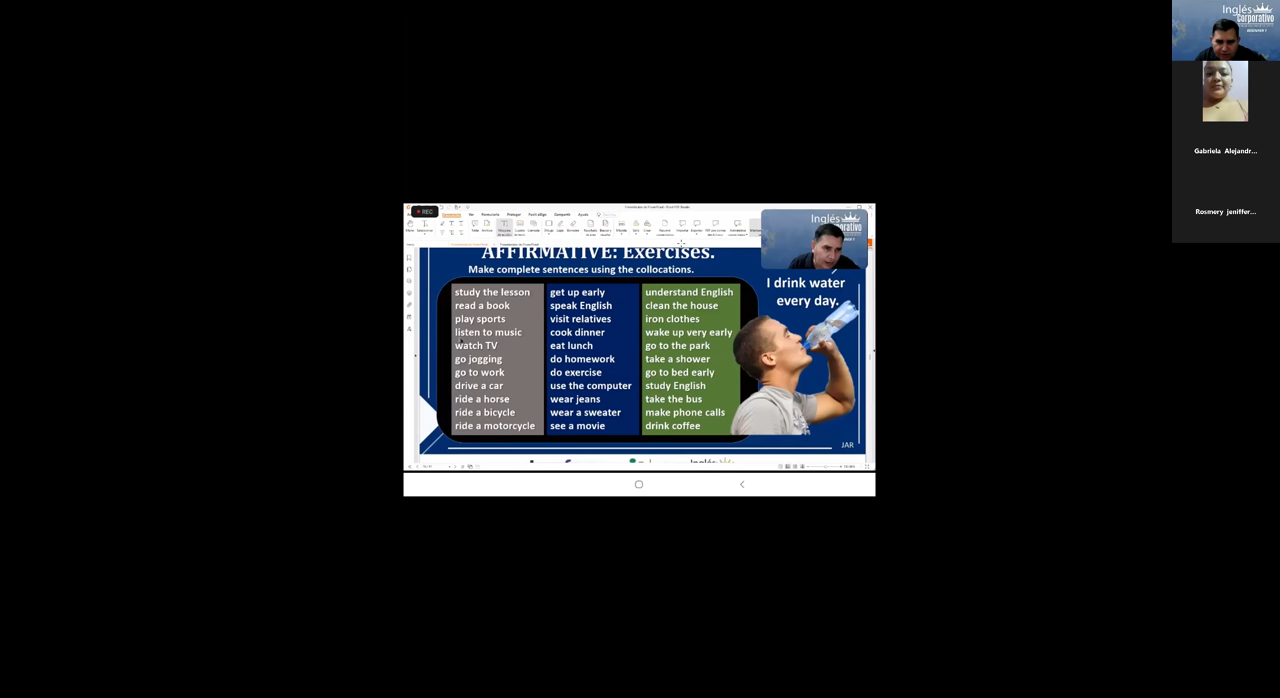 Inglés
Corporativo
BEGINNER 1
Gabriela Alejandr...
Rosmery jeniffer...
REC
Inglés
Corporativo
AFFIRMATIVE: Exercises.
Make complete sentences using the collocations.
I drink water
every day.
study the lesson
read a book
play sports
listen to music
watch TV
go jogging
go to work
drive a car
ride a horse
ride a bicycle
ride a motorcycle
get up early
speak English
visit relatives
cook dinner
eat lunch
do homework
do exercise
use the computer
wear jeans
wear a sweater
see a movie
understand English
clean the house
iron clothes
wake up very early
go to the park
take a shower
go to bed early
study English
take the bus
make phone calls
drink coffee
JAR